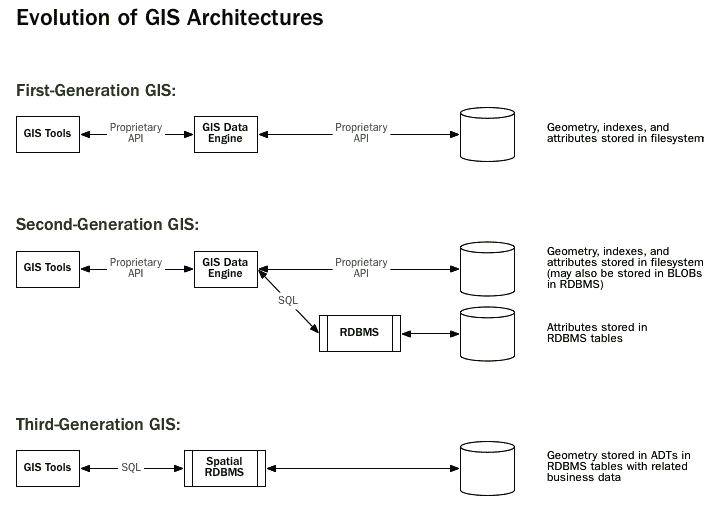 Evolution of GIS Architectures
First-Generation GIS:
GIS Tools
Proprietary
API
GIS Data
Engine
Proprietary
API
Geometry, indexes, and
attributes stored in filesystem
Second-Generation GIS:
GIS Tools
Proprietary
API
GIS Data
Engine
Proprietary
API
Geometry, indexes, and
attributes stored in filesystem
(may also be stored in BLOBs
in RDBMS)
SQL
RDBMS
Attributes stored in
RDBMS tables
Third-Generation GIS:
GIS Tools
SQL
Spatial
RDBMS
Geometry stored in ADTs in
RDBMS tables with related
business data